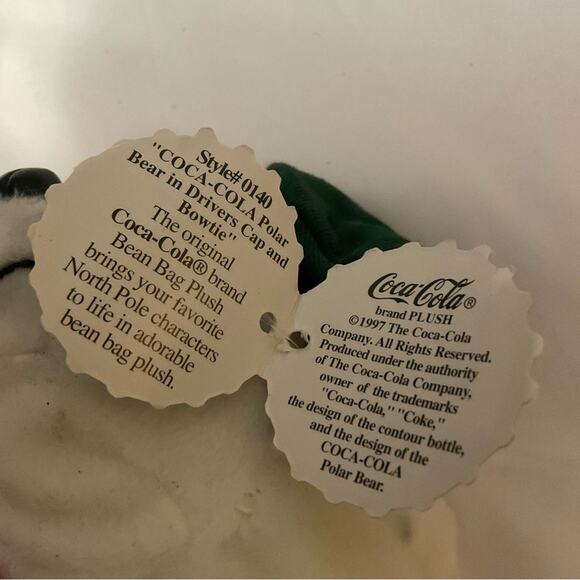 Style# 0140
"COCA-COLA Polar
Bear in Drivers Cap and
Bowtie"
The original
Coca-Cola® brand
Bean Bag Plush
brings your favorite
North Pole characters
to life in adorable
bean bag plush.
Coca-Cola®
brand PLUSH
©1997 The Coca-Cola
Company. All Rights Reserved.
Produced under the authority
of The Coca-Cola Company,
owner of the trademarks
"Coca-Cola," "Coke,"
the design of the contour bottle,
and the design of the
COCA-COLA
Polar Bear.